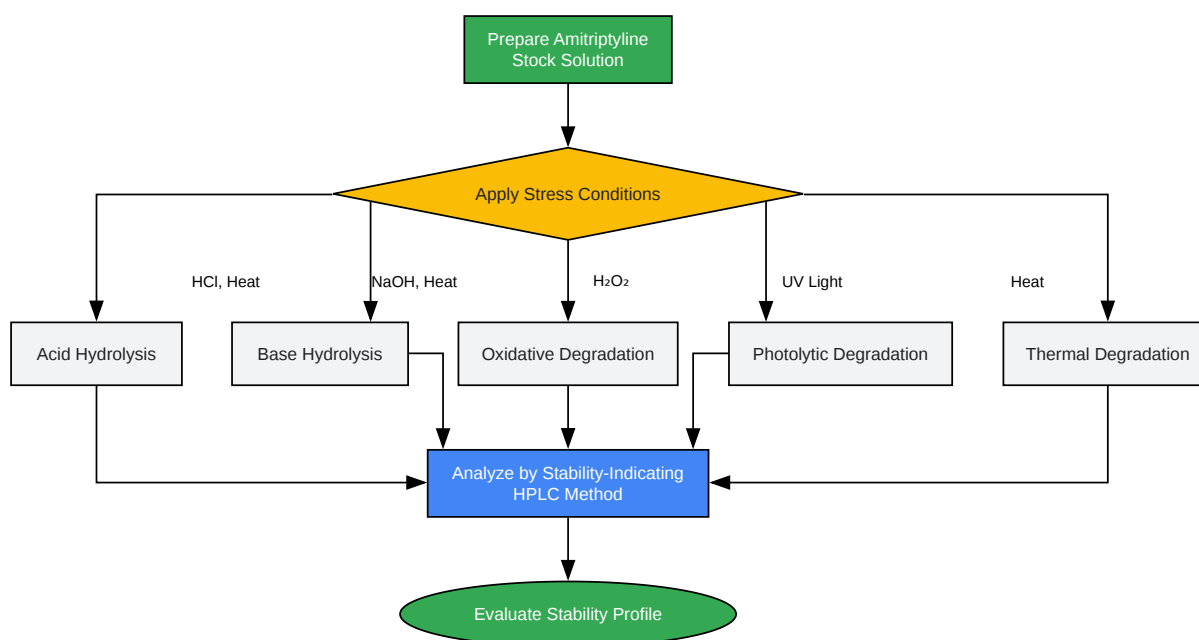 Prepare Amitriptyline
Stock Solution
Apply Stress Conditions
HCl, Heat
NaOH, Heat
H₂O₂
UV Light
Heat
Acid Hydrolysis
Base Hydrolysis
Oxidative Degradation
Photolytic Degradation
Thermal Degradation
Analyze by Stability-Indicating
HPLC Method
Evaluate Stability Profile